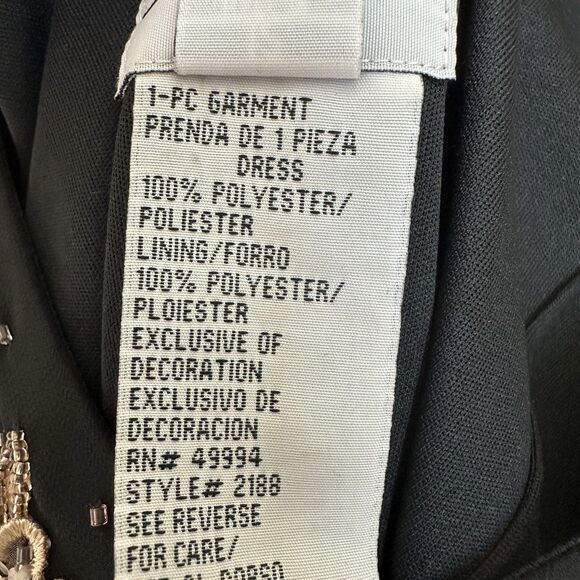 1-PC GARMENT
PRENDA DE 1 PIEZA
DRESS
100% POLYESTER/
POLIESTER
LINING/FORRO
100% POLYESTER/
PLOIESTER
EXCLUSIVE OF
DECORATION
EXCLUSIVO DE
DECORACION
RN# 49994
STYLE# 2188
SEE REVERSE
FOR CARE/